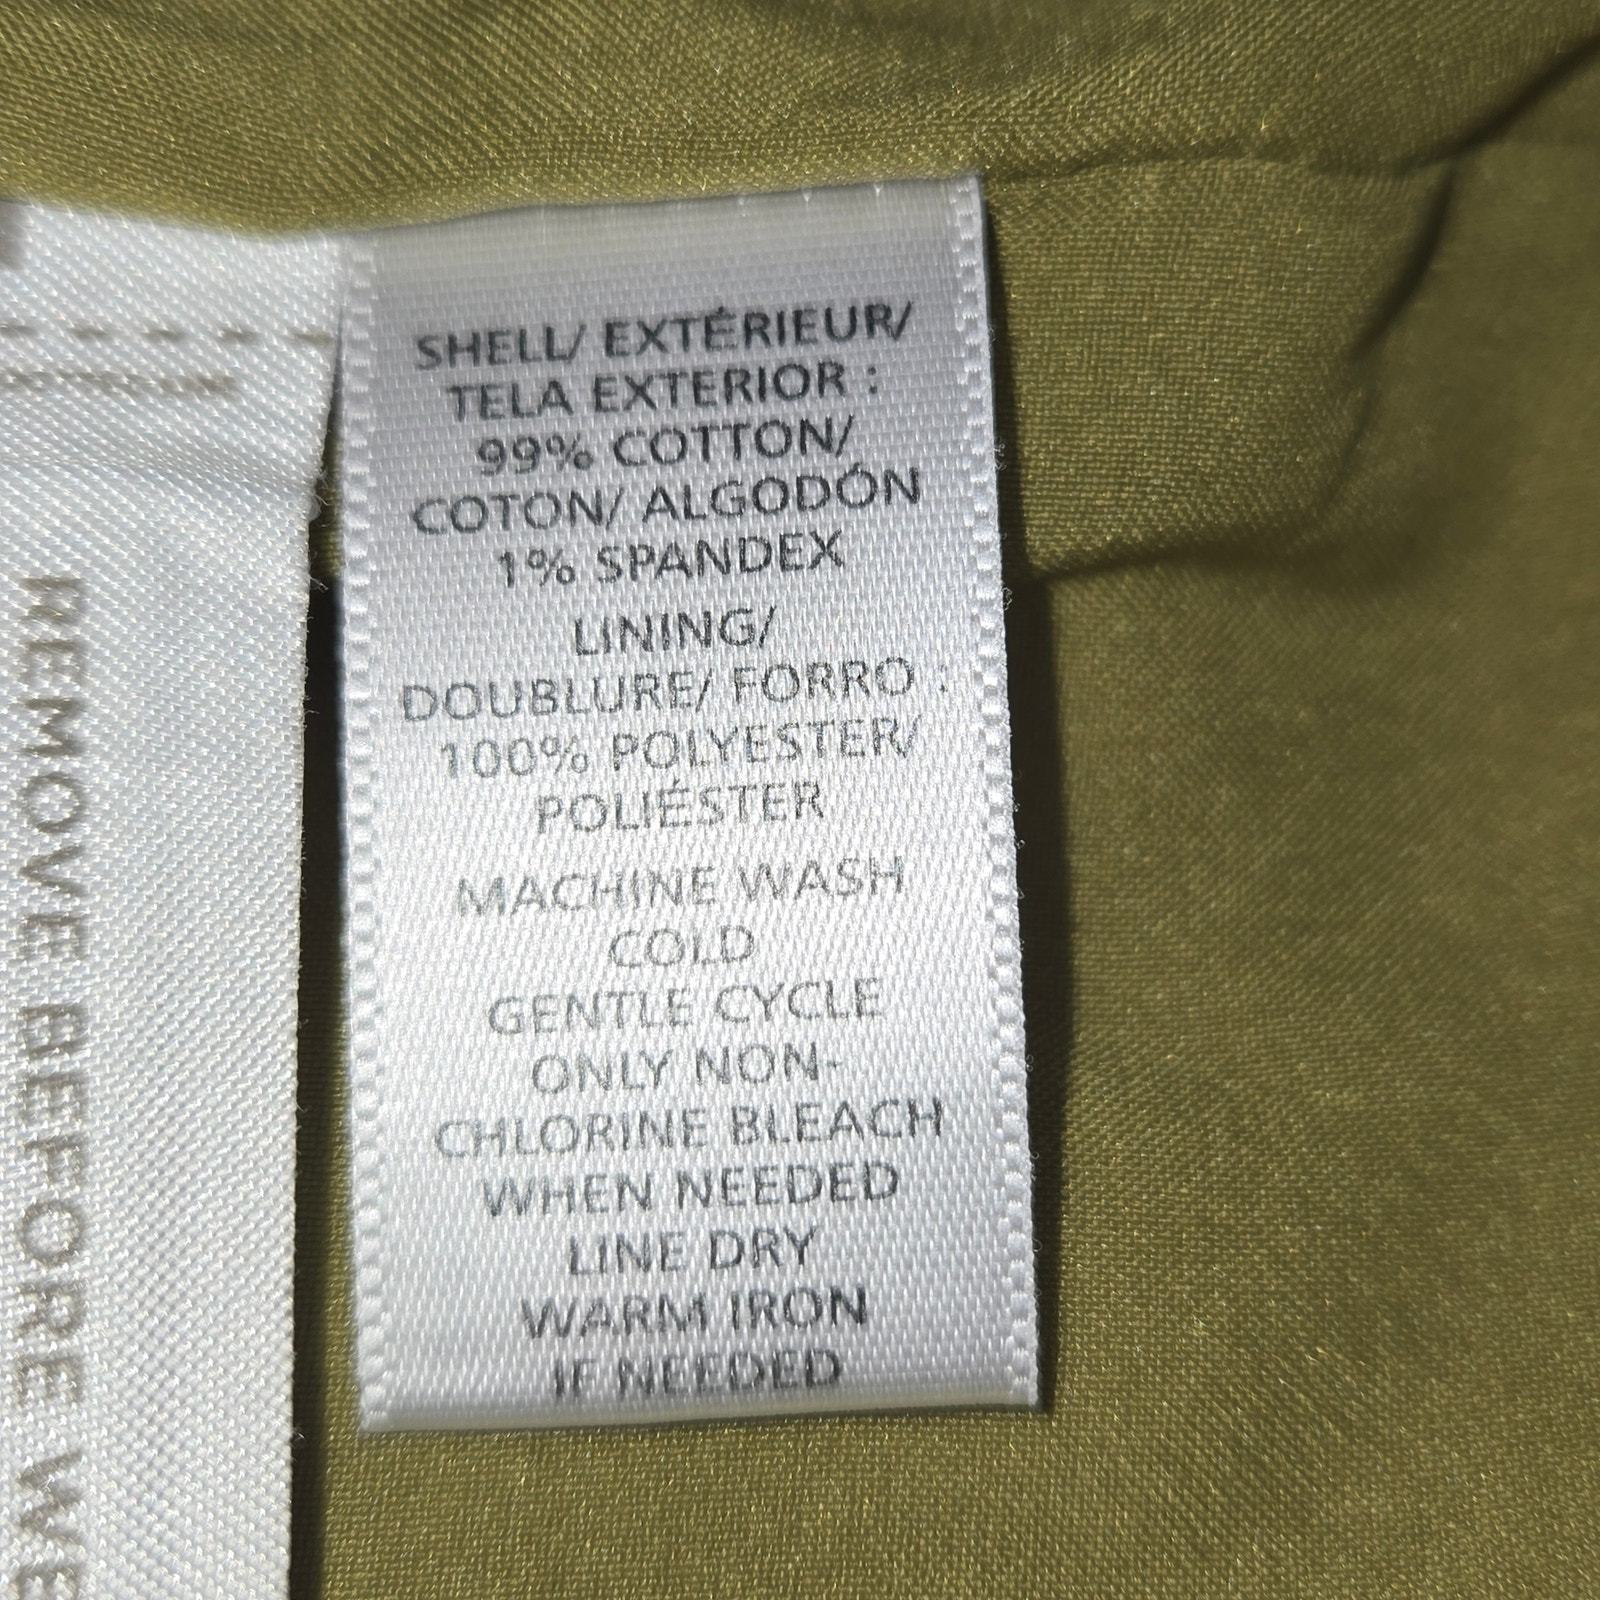 SHELL/ EXTÉRIEUR/
TELA EXTERIOR :
99% COTTON/
COTON/ ALGODÓN
1% SPANDEX
LINING/
DOUBLURE/ FORRO :
100% POLYESTER/
POLIÉSTER
MACHINE WASH
COLD
GENTLE CYCLE
ONLY NON-
CHLORINE BLEACH
WHEN NEEDED
LINE DRY
WARM IRON
IF NEEDED
REMOVE BEFORE WE